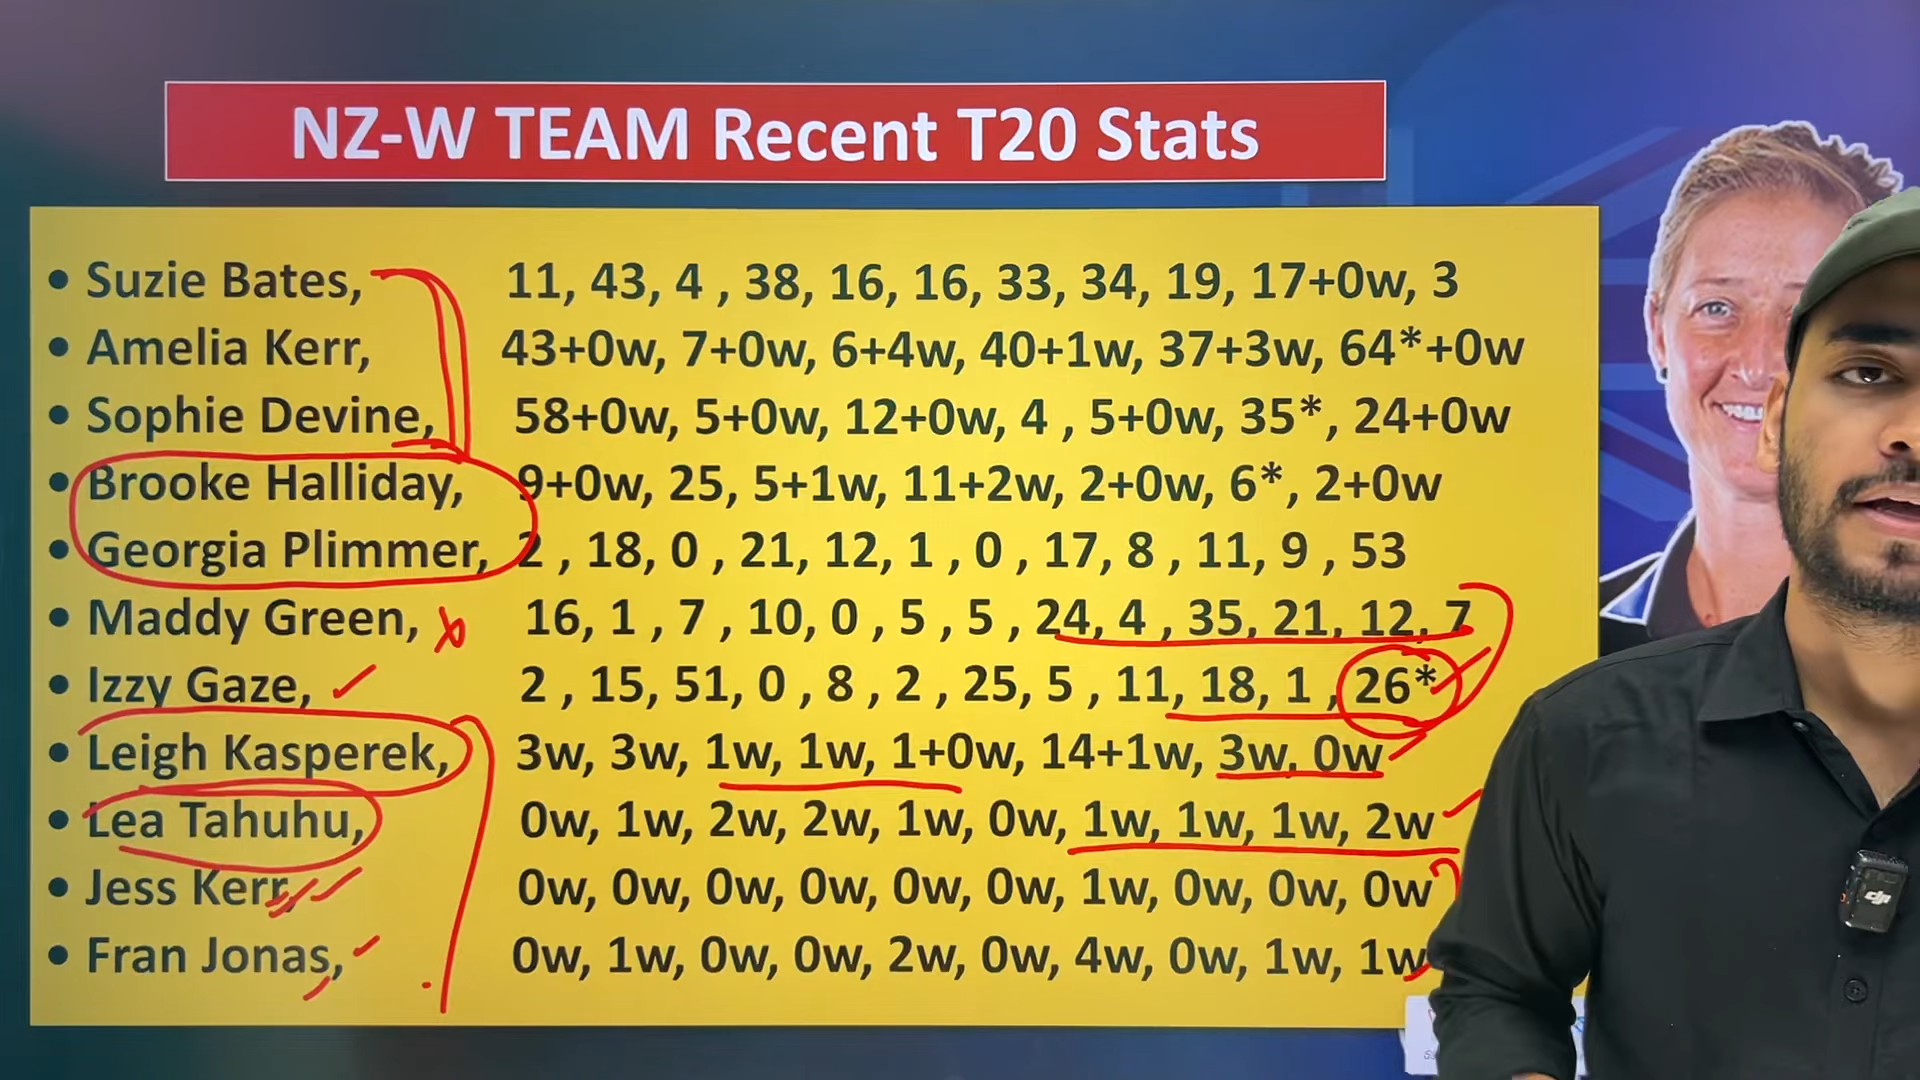 NZ-W TEAM Recent T20 Stats
• Suzie Bates, 11, 43, 4 , 38, 16, 16, 33, 34, 19, 17+0w, 3
• Amelia Kerr, 43+0w, 7+0w, 6+4w, 40+1w, 37+3w, 64*+0w
• Sophie Devine, 58+0w, 5+0w, 12+0w, 4 , 5+0w, 35*, 24+0w
• Brooke Halliday, 9+0w, 25, 5+1w, 11+2w, 2+0w, 6*, 2+0w
• Georgia Plimmer, 2 , 18, 0 , 21, 12, 1 , 0 , 17, 8 , 11, 9 , 53
• Maddy Green, 16, 1 , 7 , 10, 0 , 5 , 5 , 24, 4 , 35, 21, 12, 7
• Izzy Gaze, 2 , 15, 51, 0 , 8 , 2 , 25, 5 , 11, 18, 1 , 26*
• Leigh Kasperek, 3w, 3w, 1w, 1w, 1+0w, 14+1w, 3w, 0w
• Lea Tahuhu, 0w, 1w, 2w, 2w, 1w, 0w, 1w, 1w, 1w, 2w
• Jess Kerr, 0w, 0w, 0w, 0w, 0w, 0w, 1w, 0w, 0w, 0w
• Fran Jonas, 0w, 1w, 0w, 0w, 2w, 0w, 4w, 0w, 1w, 1w
dji